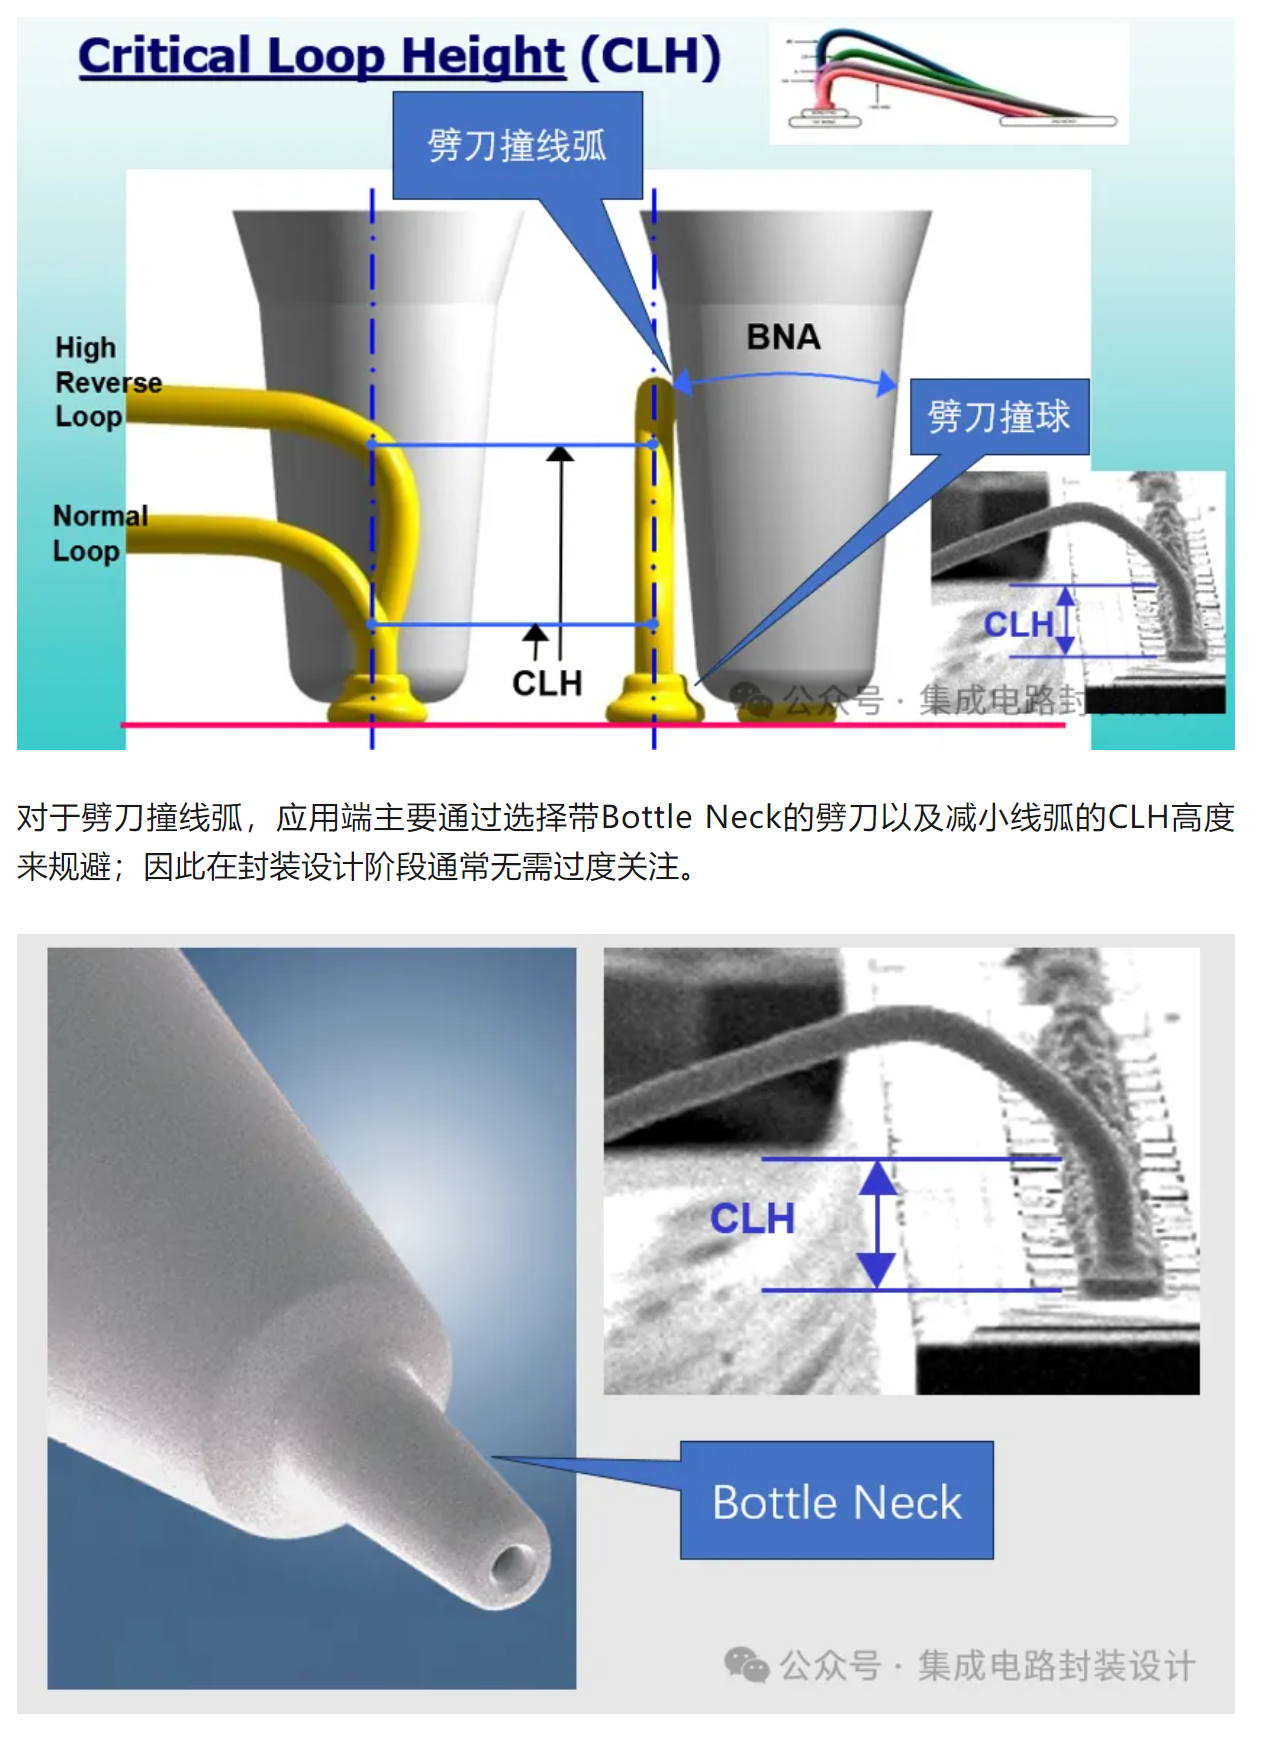 Critical Loop Height (CLH)
劈刀撞线弧
BNA
High
Reverse
Loop
劈刀撞球
Normal
Loop
CLH
CLH
公众号 · 集成电路封装设计
对于劈刀撞线弧，应用端主要通过选择带Bottle Neck的劈刀以及减小线弧的CLH高度
来规避；因此在封装设计阶段通常无需过度关注。
CLH
Bottle Neck
公众号 · 集成电路封装设计